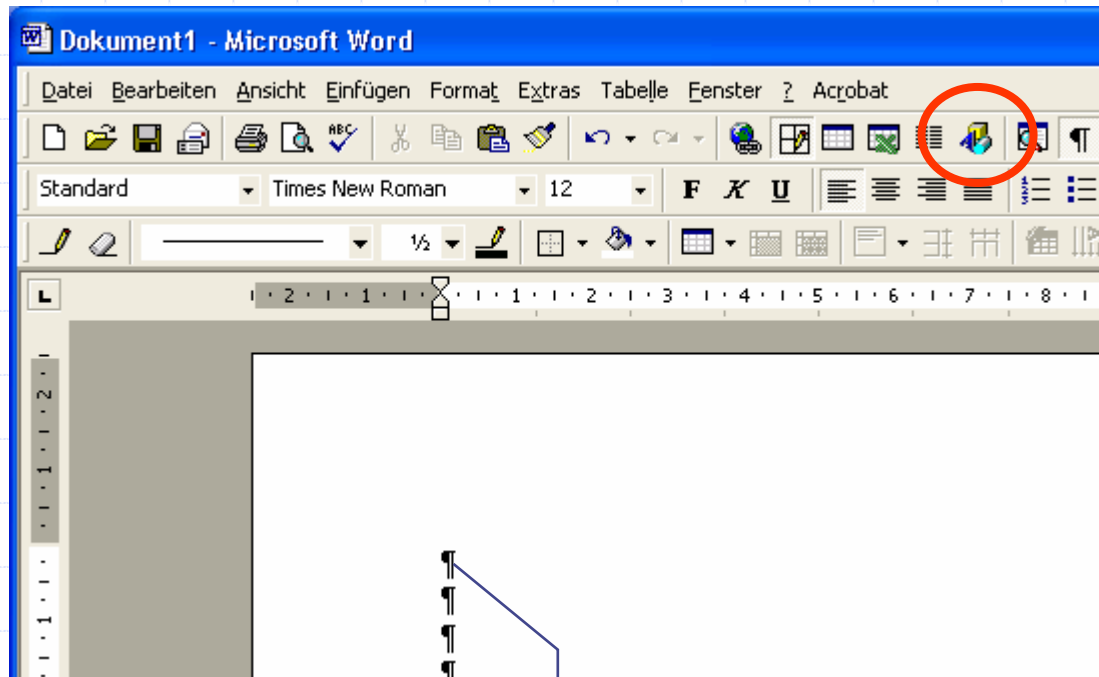 Dokument1 - Microsoft Word
Datei Bearbeiten Ansicht Einfügen Format Extras Tabelle Fenster ? Acrobat
ABC ¶
Standard Times New Roman 12 F K U
½
L 2 1 1 2 3 4 5 6 7 8
2
1
1
¶
¶
¶
¶